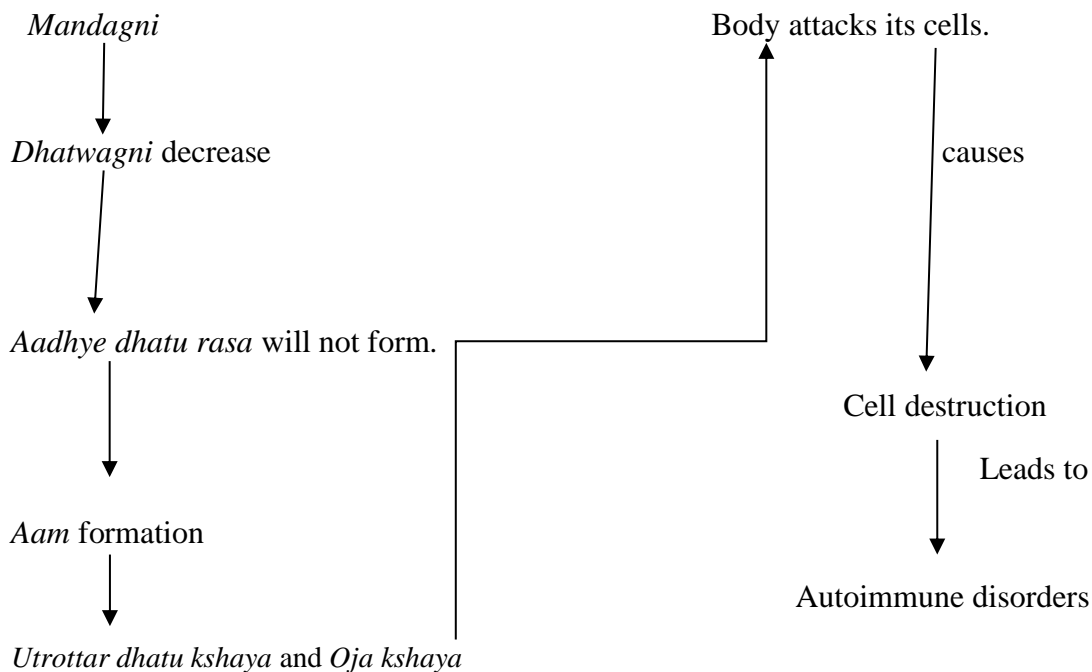 Mandagni
Dhatwagni decrease
Aadhye dhatu rasa will not form.
Aam formation
Utrottar dhatu kshaya and Oja kshaya
Body attacks its cells.
causes
Cell destruction
Leads to
Autoimmune disorders